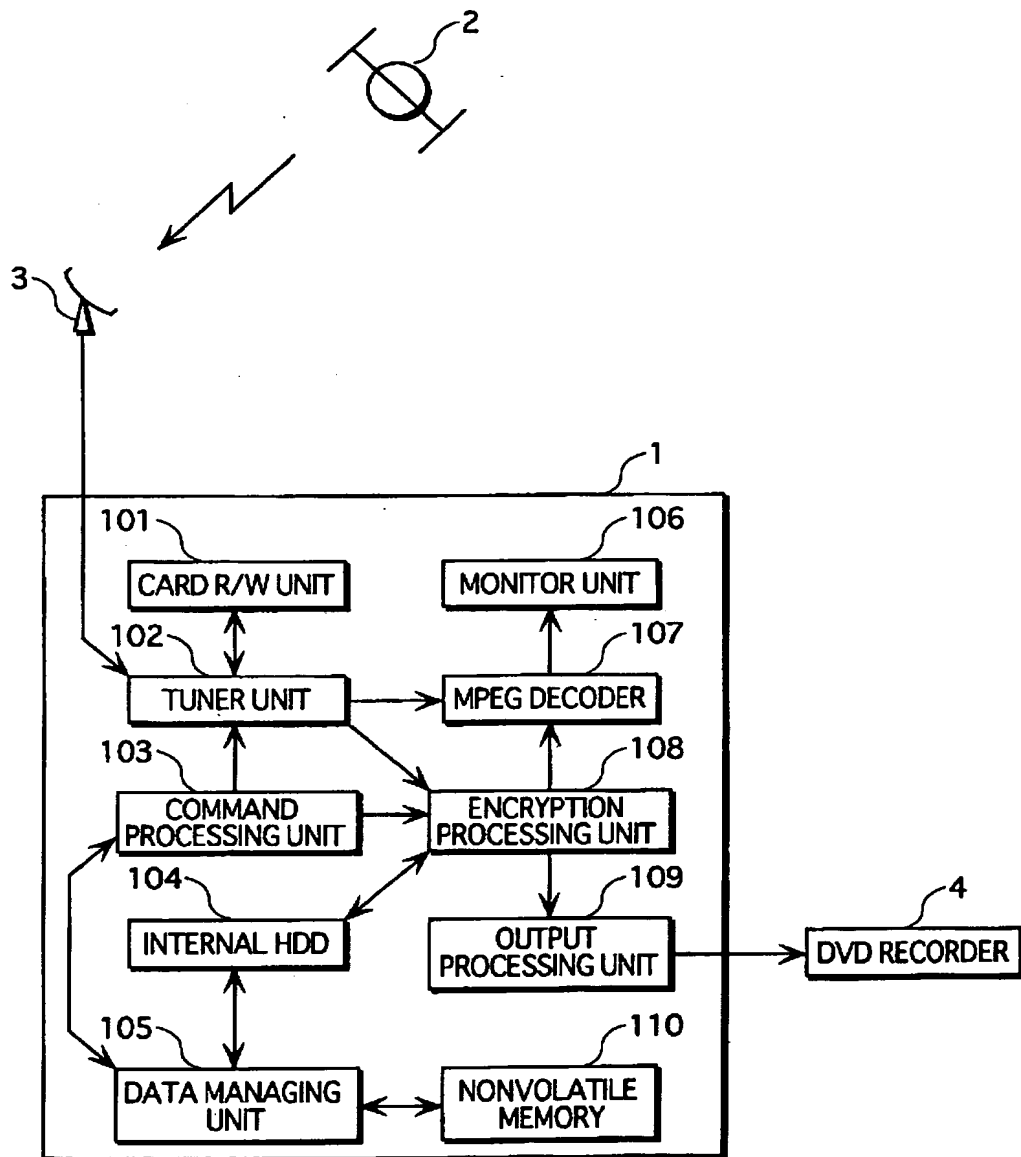 2
3
1
101
106
CARD R/W UNIT
MONITOR UNIT
102
107
TUNER UNIT
MPEG DECODER
103
108
COMMAND
PROCESSING UNIT
ENCRYPTION
PROCESSING UNIT
104
109
4
INTERNAL HDD
OUTPUT
PROCESSING UNIT
DVD RECORDER
105
110
DATA MANAGING
UNIT
NONVOLATILE
MEMORY